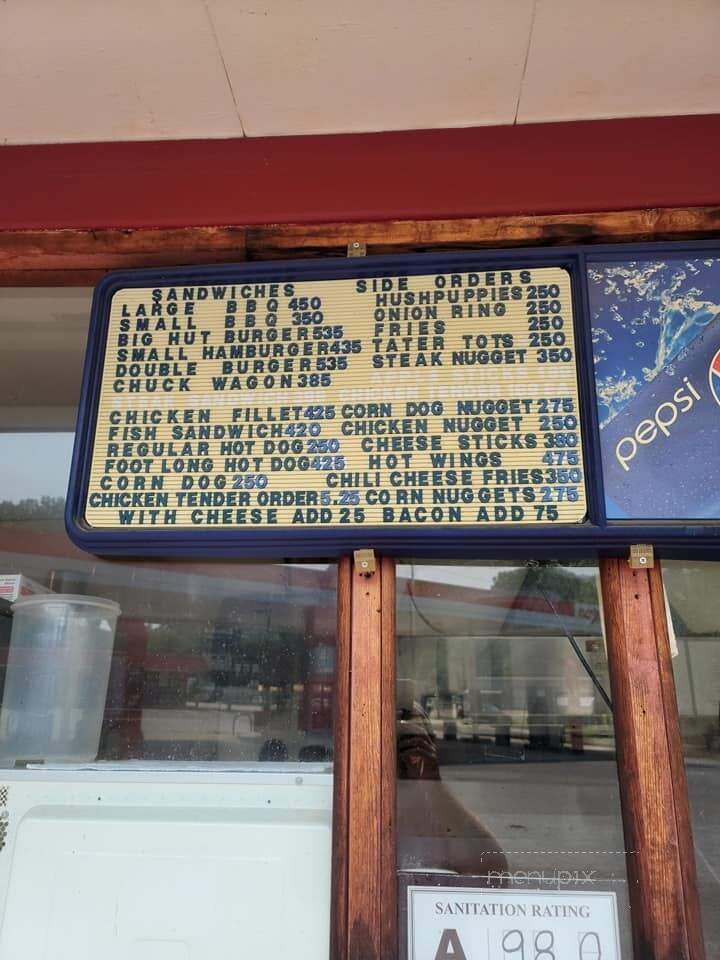 SANDWICHES
LARGE BBQ 450
SMALL BBQ 350
BIG HUT BURGER 535
SMALL HAMBURGER 435
DOUBLE BURGER 535
CHUCK WAGON 385
CHICKEN FILLET 425
FISH SANDWICH 420
REGULAR HOT DOG 250
FOOT LONG HOT DOG 425
CORN DOG 250
CHICKEN TENDER ORDER 5.25
SIDE ORDERS
HUSHPUPPIES 250
ONION RING 250
FRIES 250
TATER TOTS 250
STEAK NUGGET 350
CORN DOG NUGGET 275
CHICKEN NUGGET 250
CHEESE STICKS 380
HOT WINGS 475
CHILI CHEESE FRIES 350
CORN NUGGETS 275
WITH CHEESE ADD 25 BACON ADD 75
pepsi
menupix
SANITATION RATING
A 98.0